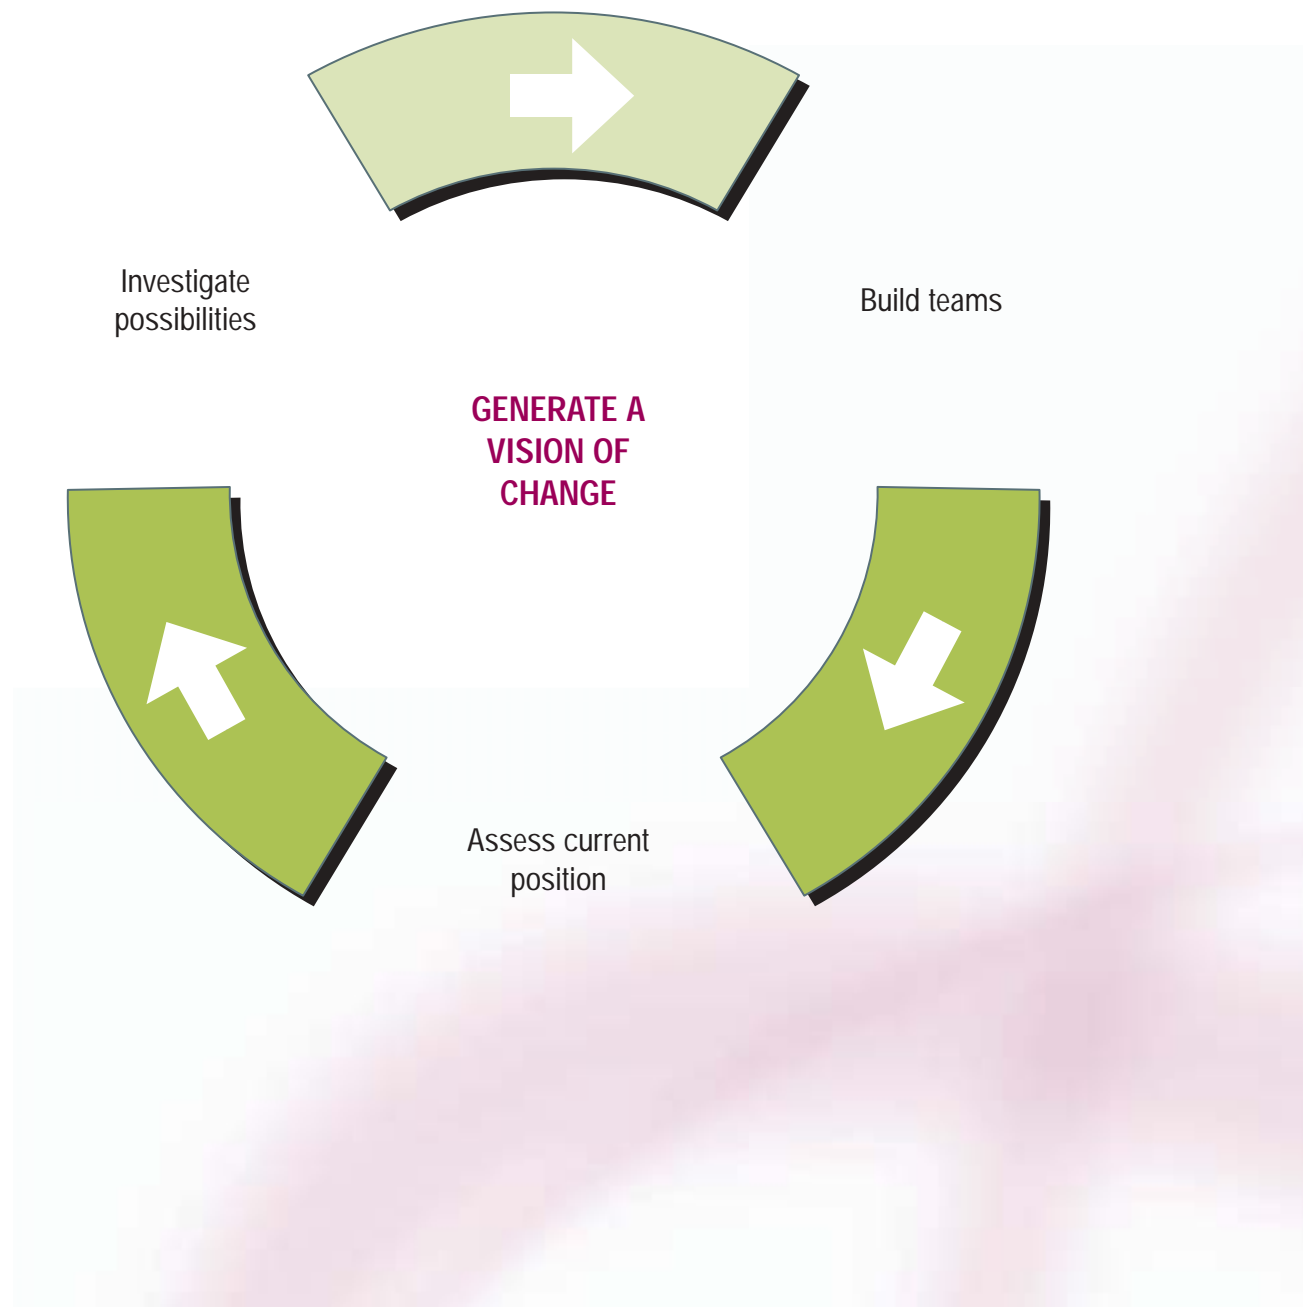 Investigate
possibilities
Build teams
GENERATE A
VISION OF
CHANGE
Assess current
position